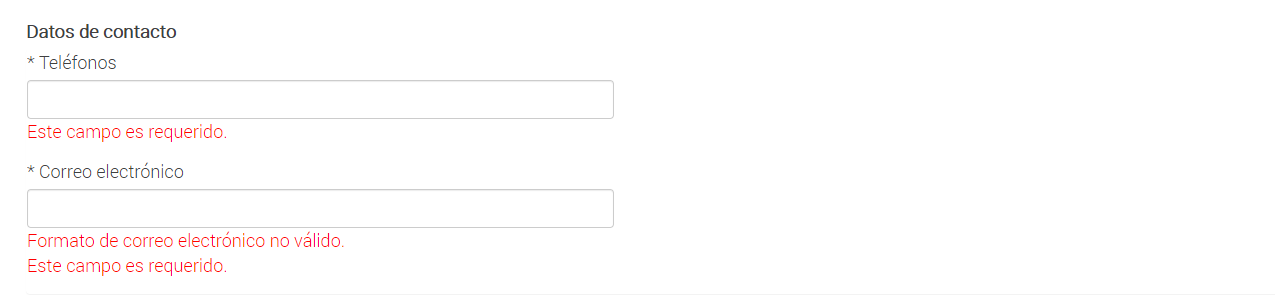 Datos de contacto
* Teléfonos
Este campo es requerido.
* Correo electrónico
Formato de correo electrónico no válido.
Este campo es requerido.